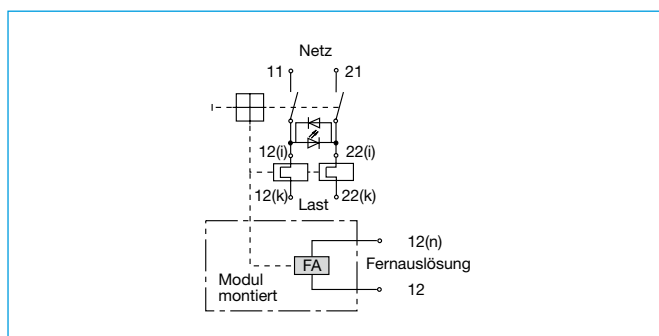 Netz
11 21
12(i) 22(i)
12(k) 22(k)
Last
12(n)
FA Fernauslösung
Modul
montiert
12